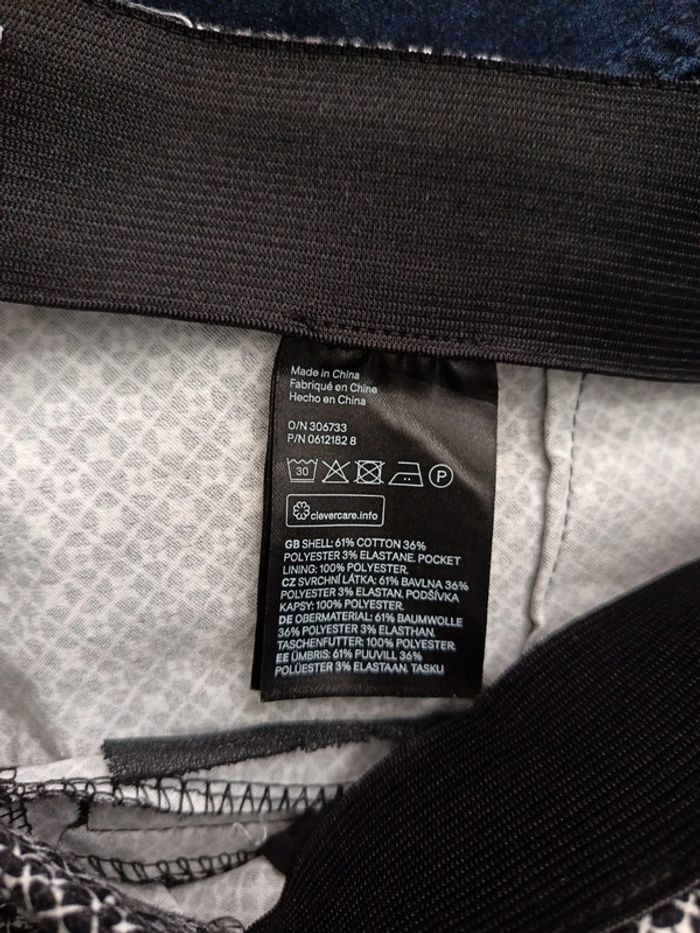 Made in China
Fabriqué en Chine
Hecho en China
O/N 306733
P/N 0612182 8
30
P
clevercare.info
GB SHELL: 61% COTTON 36%
POLYESTER 3% ELASTANE. POCKET
LINING: 100% POLYESTER.
CZ SVRCHNÍ LÁTKA: 61% BAVLNA 36%
POLYESTER 3% ELASTAN. PODŠÍVKA
KAPSY: 100% POLYESTER.
DE OBERMATERIAL: 61% BAUMWOLLE
36% POLYESTER 3% ELASTHAN.
TASCHENFUTTER: 100% POLYESTER.
EE ÜMBRIS: 61% PUUVILL 36%
POLÜESTER 3% ELASTAAN. TASKU